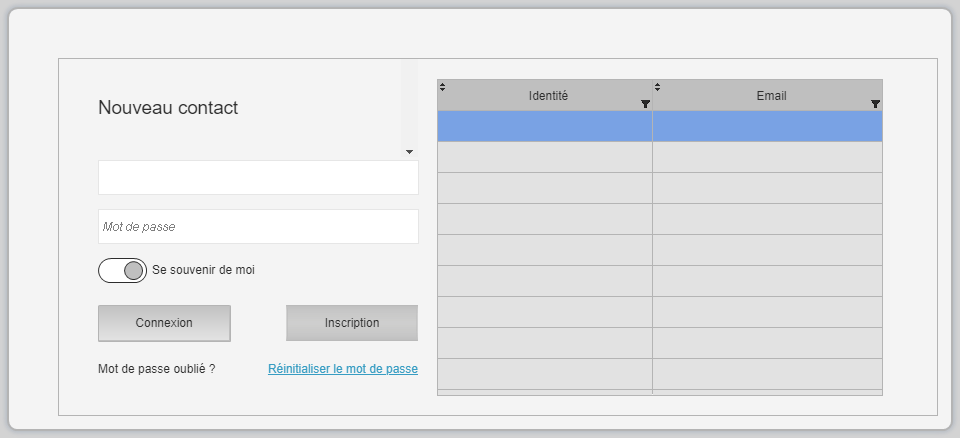 Nouveau contact
Identité
Email
Mot de passe
Se souvenir de moi
Connexion
Inscription
Mot de passe oublié ?
Réinitialiser le mot de passe